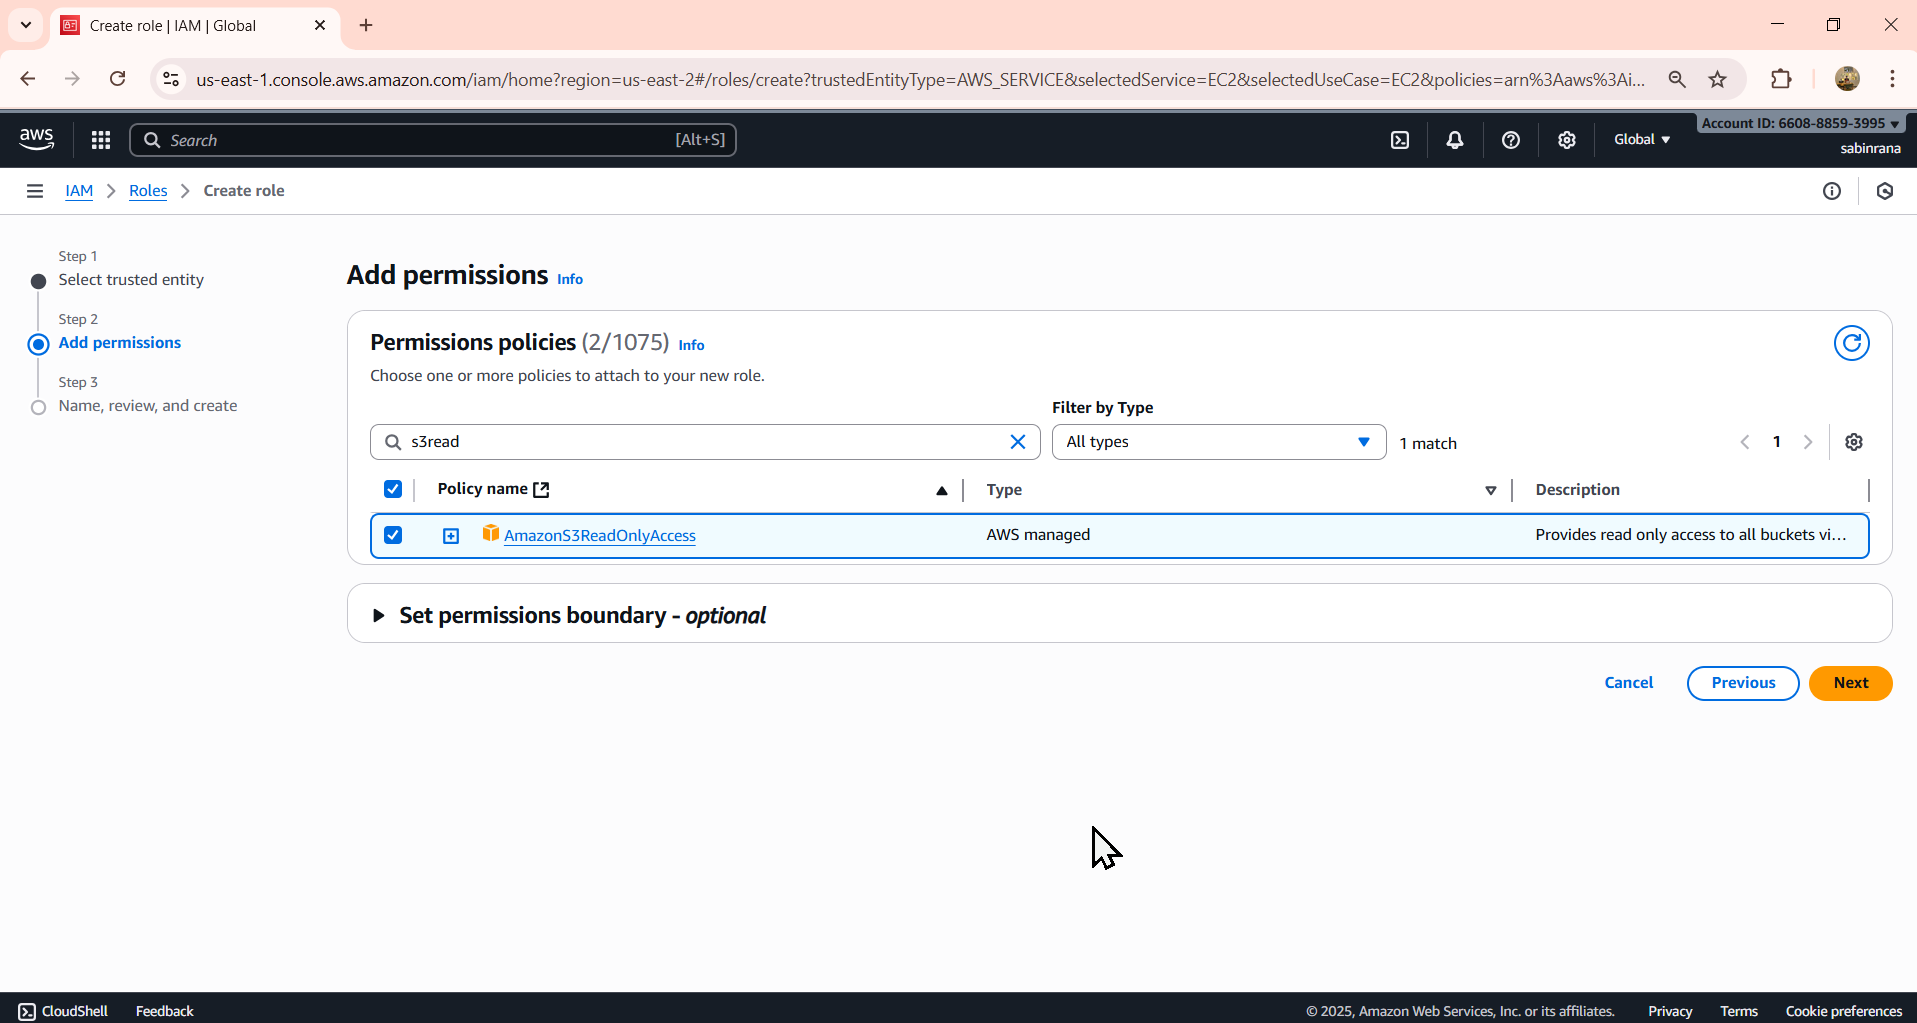 Create role | IAM | Global
us-east-1.console.aws.amazon.com/iam/home?region=us-east-2#/roles/create?trustedEntityType=AWS_SERVICE&selectedService=EC2&selectedUseCase=EC2&policies=arn%3Aaws%3Ai...
aws
Search [Alt+S]
Global
Account ID: 6608-8859-3995
sabinrana
IAM > Roles > Create role
Step 1
Select trusted entity
Step 2
Add permissions
Step 3
Name, review, and create
Add permissions Info
Permissions policies (2/1075) Info
Choose one or more policies to attach to your new role.
Filter by Type
s3read
All types
1 match
1
Policy name Type Description
AmazonS3ReadOnlyAccess AWS managed Provides read only access to all buckets vi...
Set permissions boundary - optional
Cancel Previous Next
CloudShell Feedback © 2025, Amazon Web Services, Inc. or its affiliates. Privacy Terms Cookie preferences